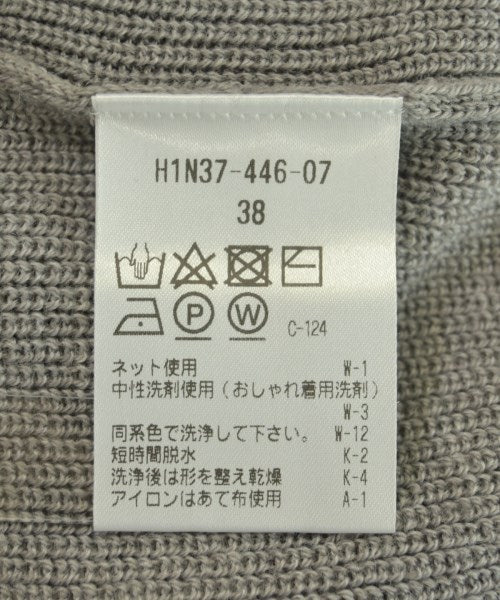 H1N37-446-07
38
P W C-124
ネット使用 W-1
中性洗剤使用(おしゃれ着用洗剤)
W-3
同系色で洗浄して下さい。 W-12
短時間脱水 K-2
洗浄後は形を整え乾燥 K-4
アイロンはあて布使用 A-1